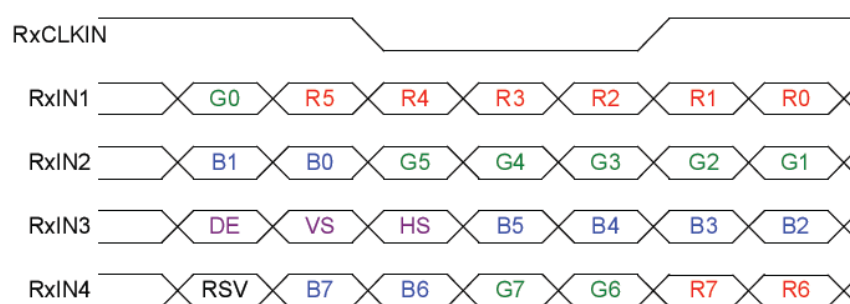 RxCLKIN
RxIN1 G0 R5 R4 R3 R2 R1 R0
RxIN2 B1 B0 G5 G4 G3 G2 G1
RxIN3 DE VS HS B5 B4 B3 B2
RxIN4 RSV B7 B6 G7 G6 R7 R6